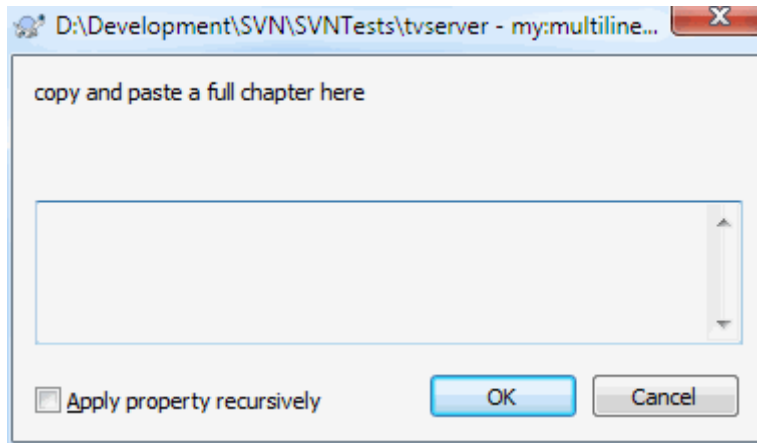 D:\Development\SVN\SVNTests\tvserver - my:multiline...
copy and paste a full chapter here
Apply property recursively
OK
Cancel